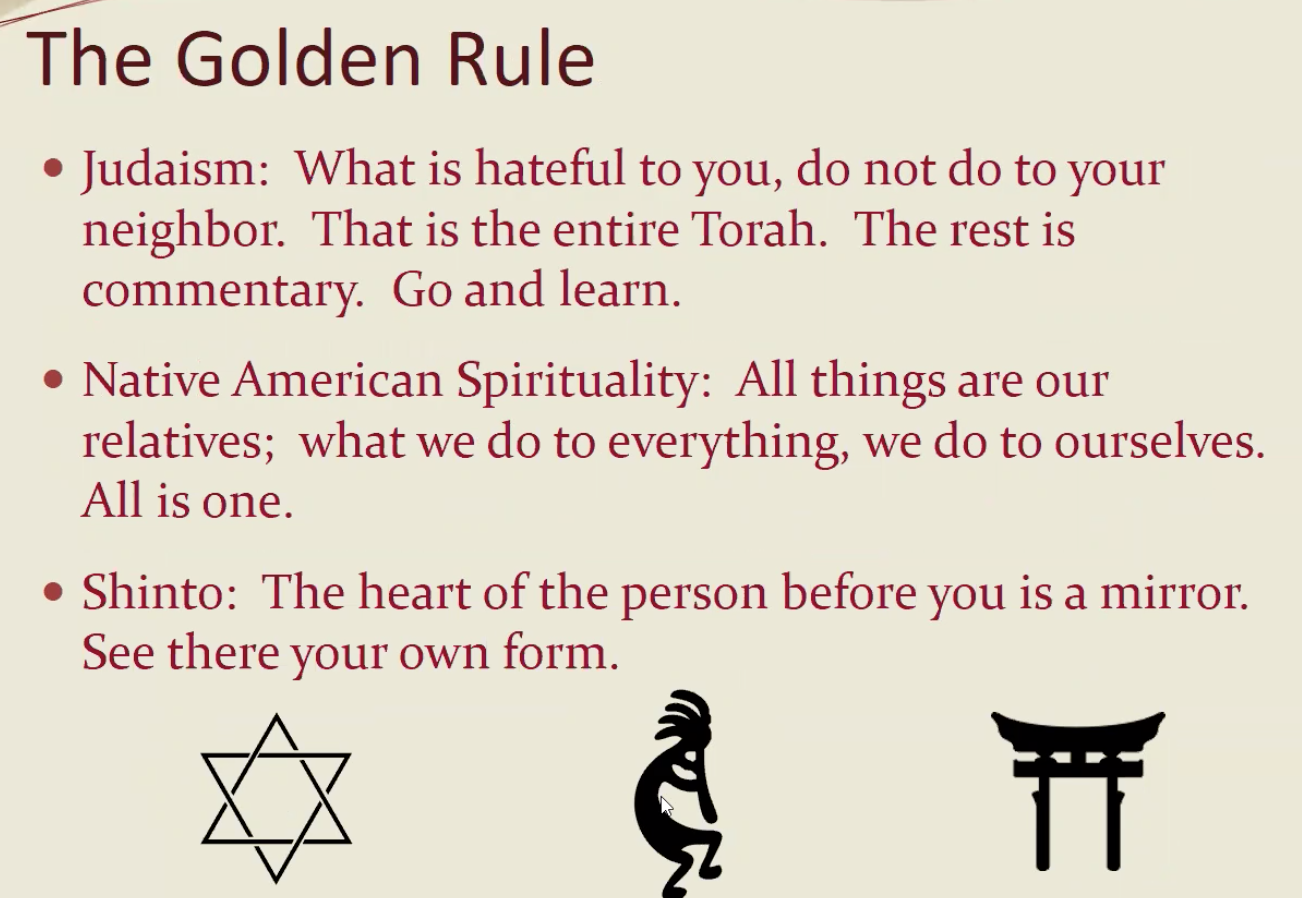 The Golden Rule
Judaism:  What is hateful to you, do not do to your
neighbor.  That is the entire Torah.  The rest is
commentary.  Go and learn.
Native American Spirituality:  All things are our
relatives;  what we do to everything, we do to ourselves.
All is one.
Shinto:  The heart of the person before you is a mirror.
See there your own form.